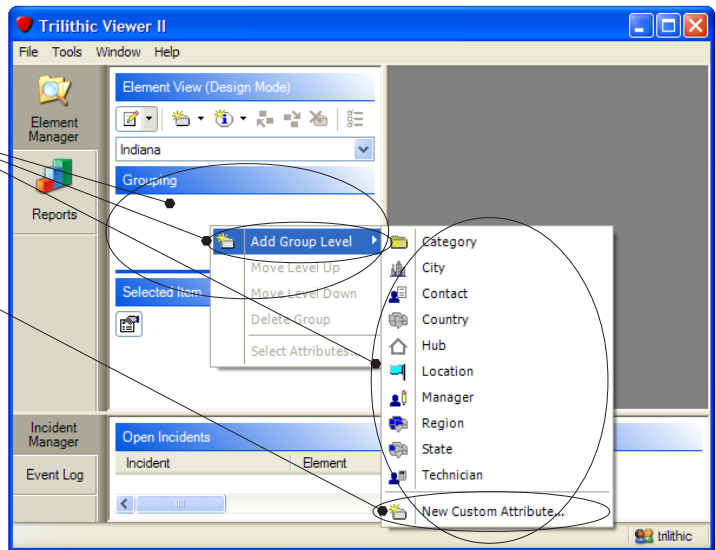 Trilithic Viewer II
File Tools Window Help
Element Manager
Reports
Element View (Design Mode)
Indiana
Grouping
Selected Item
Add Group Level
Move Level Up
Move Level Down
Delete Group
Select Attributes...
Category
City
Contact
Country
Hub
Location
Manager
Region
State
Technician
New Custom Attribute...
Incident Manager
Event Log
Open Incidents
Incident Element
trilithic